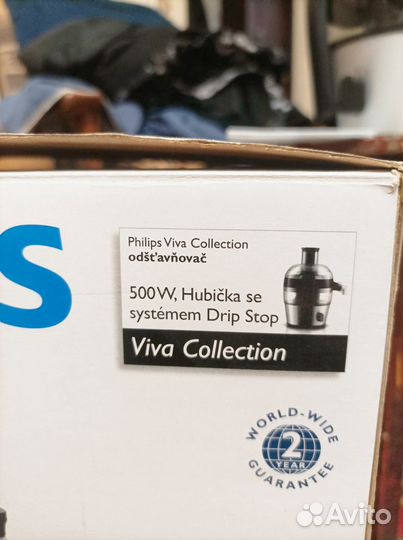 S
Philips Viva Collection
odšťavňovač
500W, Hubička se
systémem Drip Stop
Viva Collection
WORLD-WIDE
2
YEAR
GUARANTEE
Avito